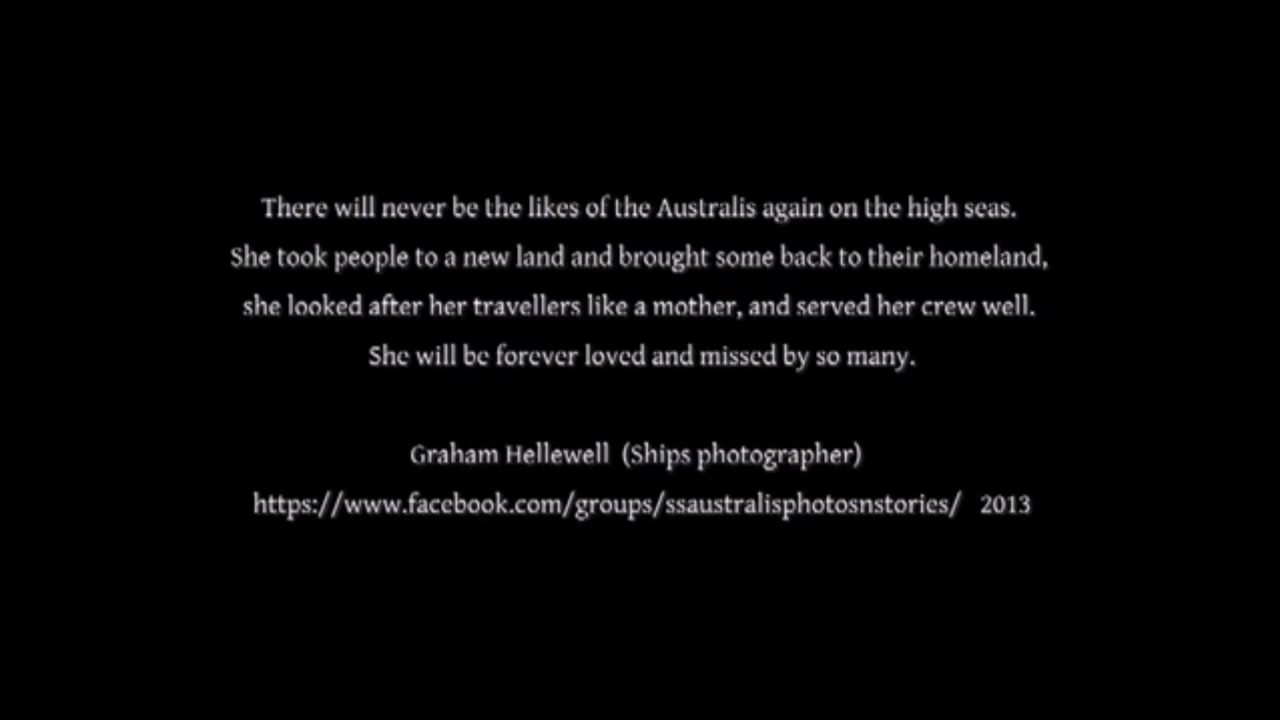 There will never be the likes of the Australis again on the high seas.
She took people to a new land and brought some back to their homeland,
she looked after her travellers like a mother, and served her crew well.
She will be forever loved and missed by so many.
Graham Hellewell (Ships photographer)
https://www.facebook.com/groups/ssaustralisphotosnstories/ 2013